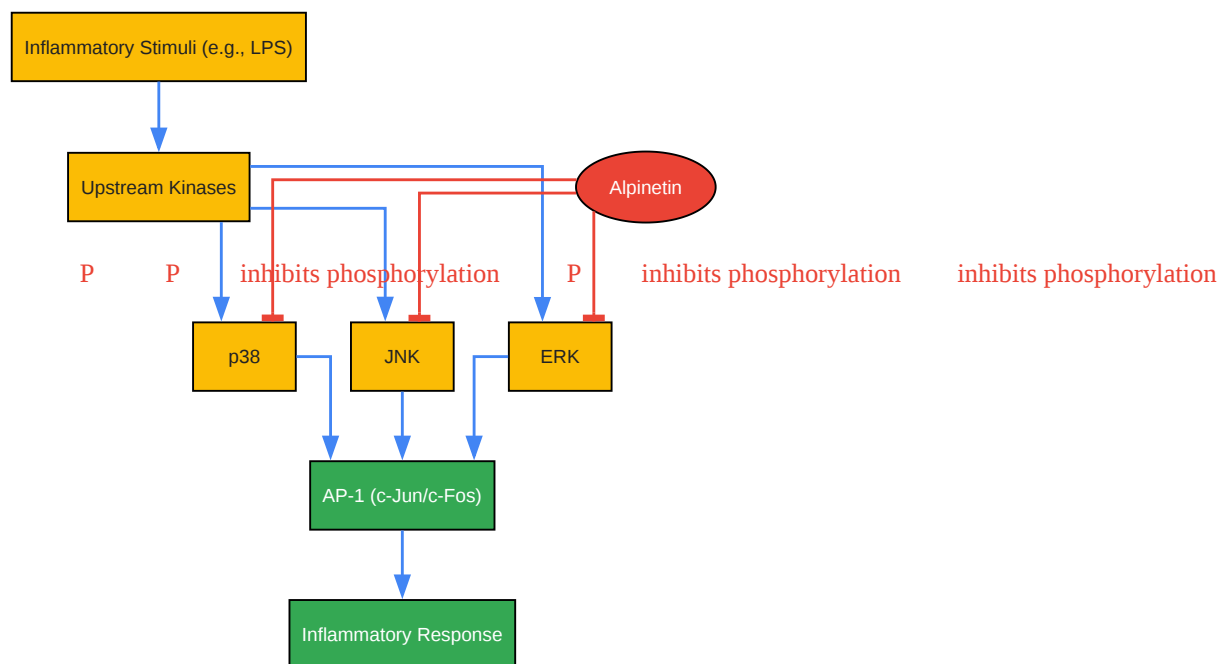 Inflammatory Stimuli (e.g., LPS)
Upstream Kinases
Alpinetin
P
P
inhibits phosphorylation
P
inhibits phosphorylation
inhibits phosphorylation
p38
JNK
ERK
AP-1 (c-Jun/c-Fos)
Inflammatory Response